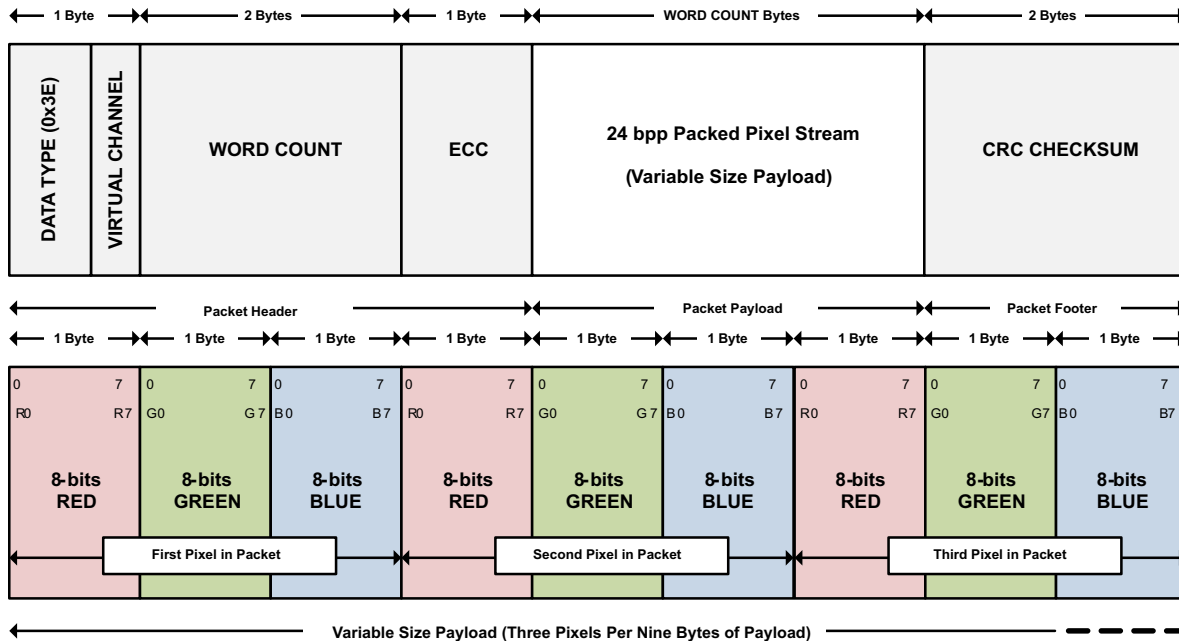 1 Byte 2 Bytes 1 Byte WORD COUNT Bytes 2 Bytes
DATA TYPE (0x3E)
VIRTUAL CHANNEL
WORD COUNT
ECC
24 bpp Packed Pixel Stream
(Variable Size Payload)
CRC CHECKSUM
Packet Header Packet Payload Packet Footer
1 Byte 1 Byte 1 Byte 1 Byte 1 Byte 1 Byte 1 Byte 1 Byte 1 Byte
0 7 0 7 0 7 0 7 0 7 0 7 0 7 0 7 0 7
R0 R7 G0 G7 B0 B7 R0 R7 G0 G7 B0 B7 R0 R7 G0 G7 B0 B7
8-bits 8-bits 8-bits 8-bits 8-bits 8-bits 8-bits 8-bits 8-bits
RED GREEN BLUE RED GREEN BLUE RED GREEN BLUE
First Pixel in Packet Second Pixel in Packet Third Pixel in Packet
Variable Size Payload (Three Pixels Per Nine Bytes of Payload)